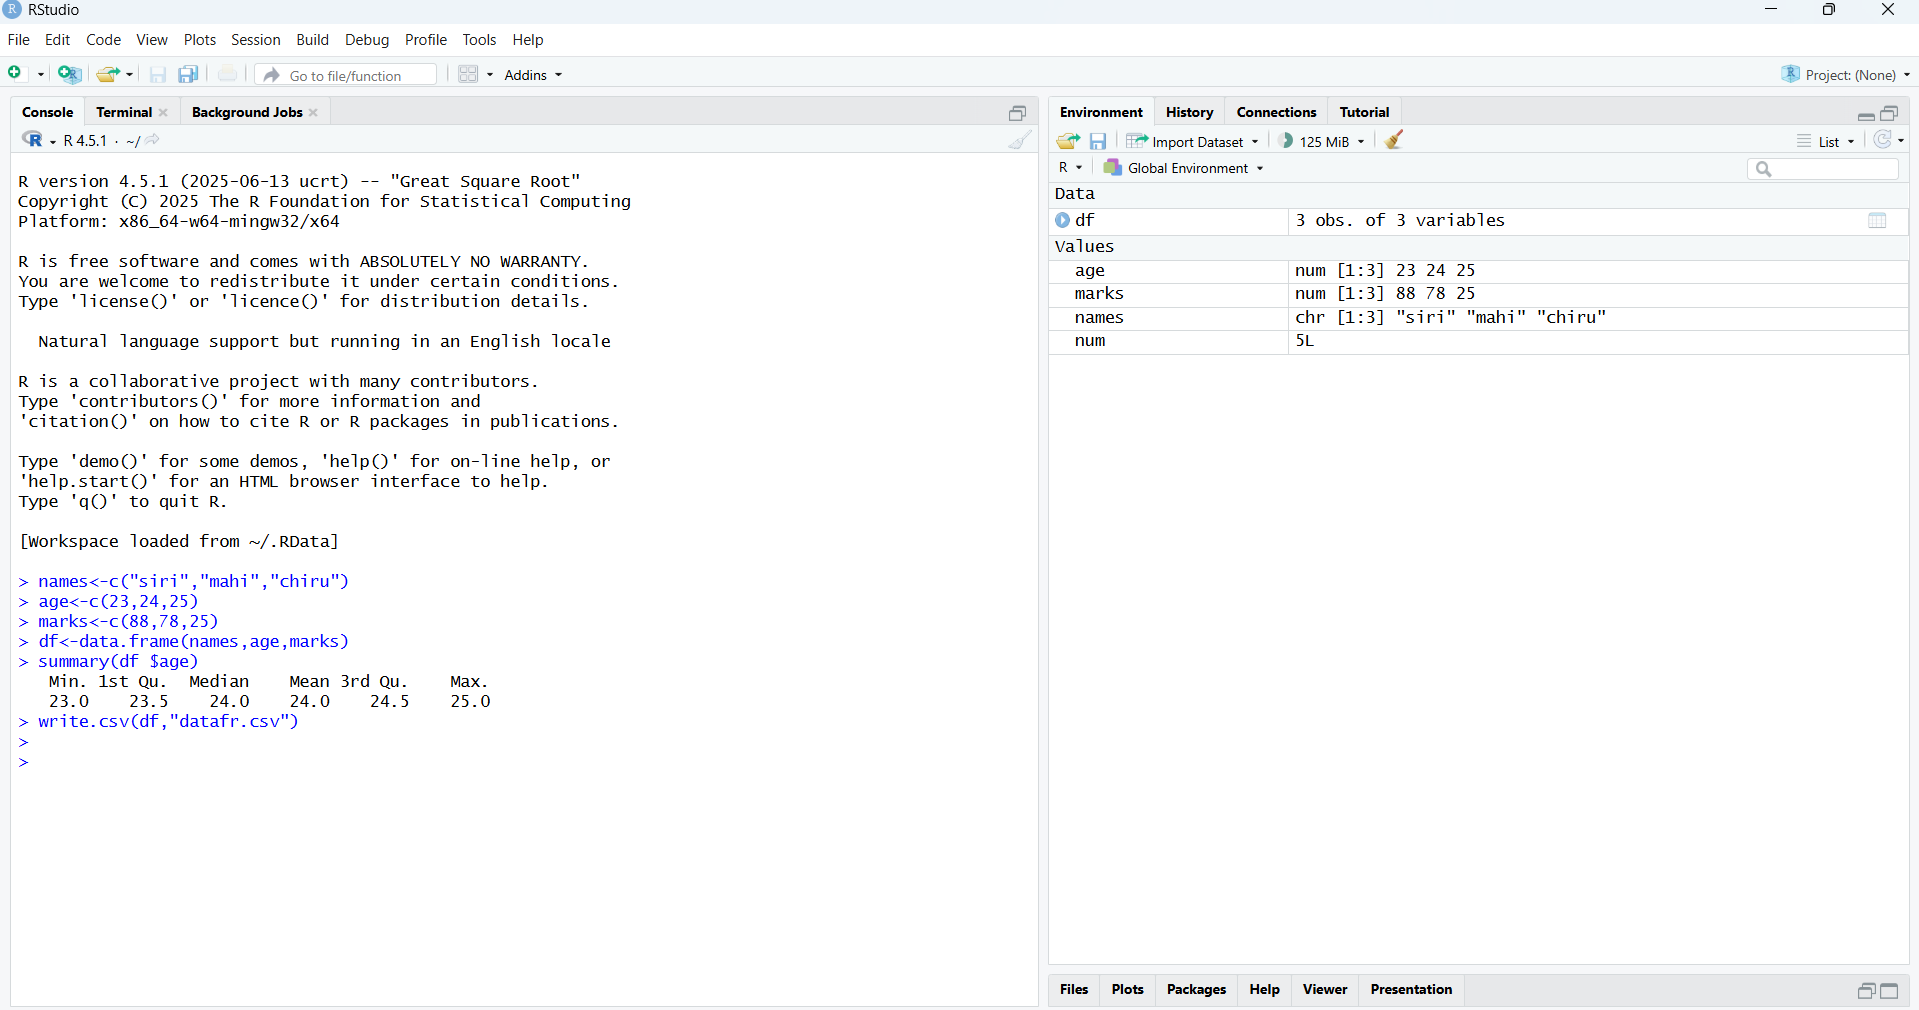 RStudio
File Edit Code View Plots Session Build Debug Profile Tools Help
Go to file/function Addins Project: (None)
Console Terminal Background Jobs
R 4.5.1 · ~/
R version 4.5.1 (2025-06-13 ucrt) -- "Great Square Root"
Copyright (C) 2025 The R Foundation for Statistical Computing
Platform: x86_64-w64-mingw32/x64
R is free software and comes with ABSOLUTELY NO WARRANTY.
You are welcome to redistribute it under certain conditions.
Type 'license()' or 'licence()' for distribution details.
Natural language support but running in an English locale
R is a collaborative project with many contributors.
Type 'contributors()' for more information and
'citation()' on how to cite R or R packages in publications.
Type 'demo()' for some demos, 'help()' for on-line help, or
'help.start()' for an HTML browser interface to help.
Type 'q()' to quit R.
[Workspace loaded from ~/.RData]
> names<-c("siri","mahi","chiru")
> age<-c(23,24,25)
> marks<-c(88,78,25)
> df<-data.frame(names,age,marks)
> summary(df $age)
Min. 1st Qu. Median Mean 3rd Qu. Max.
23.0 23.5 24.0 24.0 24.5 25.0
> write.csv(df,"datafr.csv")
>
>
Environment History Connections Tutorial
Import Dataset 125 MiB List
R Global Environment
Data
df 3 obs. of 3 variables
Values
age num [1:3] 23 24 25
marks num [1:3] 88 78 25
names chr [1:3] "siri" "mahi" "chiru"
num 5L
Files Plots Packages Help Viewer Presentation